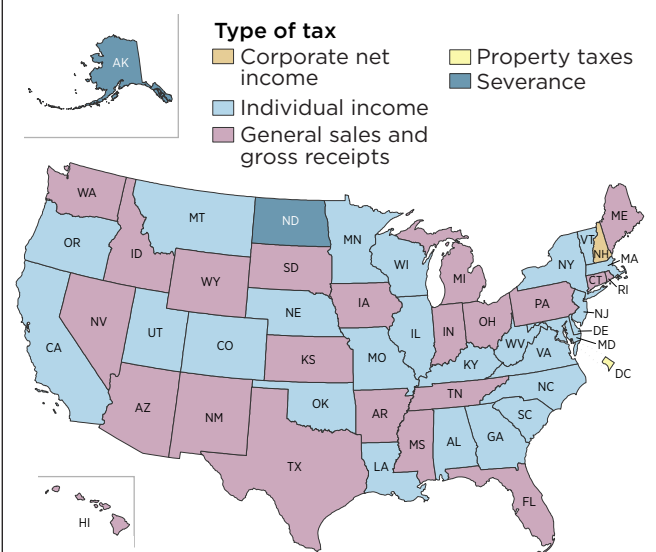 Type of tax
Corporate net
income
Individual income
General sales and
gross receipts
Property taxes
Severance
AK
WA
MT
ND
MN
ME
OR
ID
SD
WI
VT
NH
MA
NY
WY
MI
CT
RI
IA
PA
NJ
NV
NE
IL
IN
OH
DE
MD
UT
CO
WV
VA
CA
KS
MO
KY
DC
NC
TN
AZ
NM
OK
AR
SC
MS
AL
GA
TX
LA
FL
HI